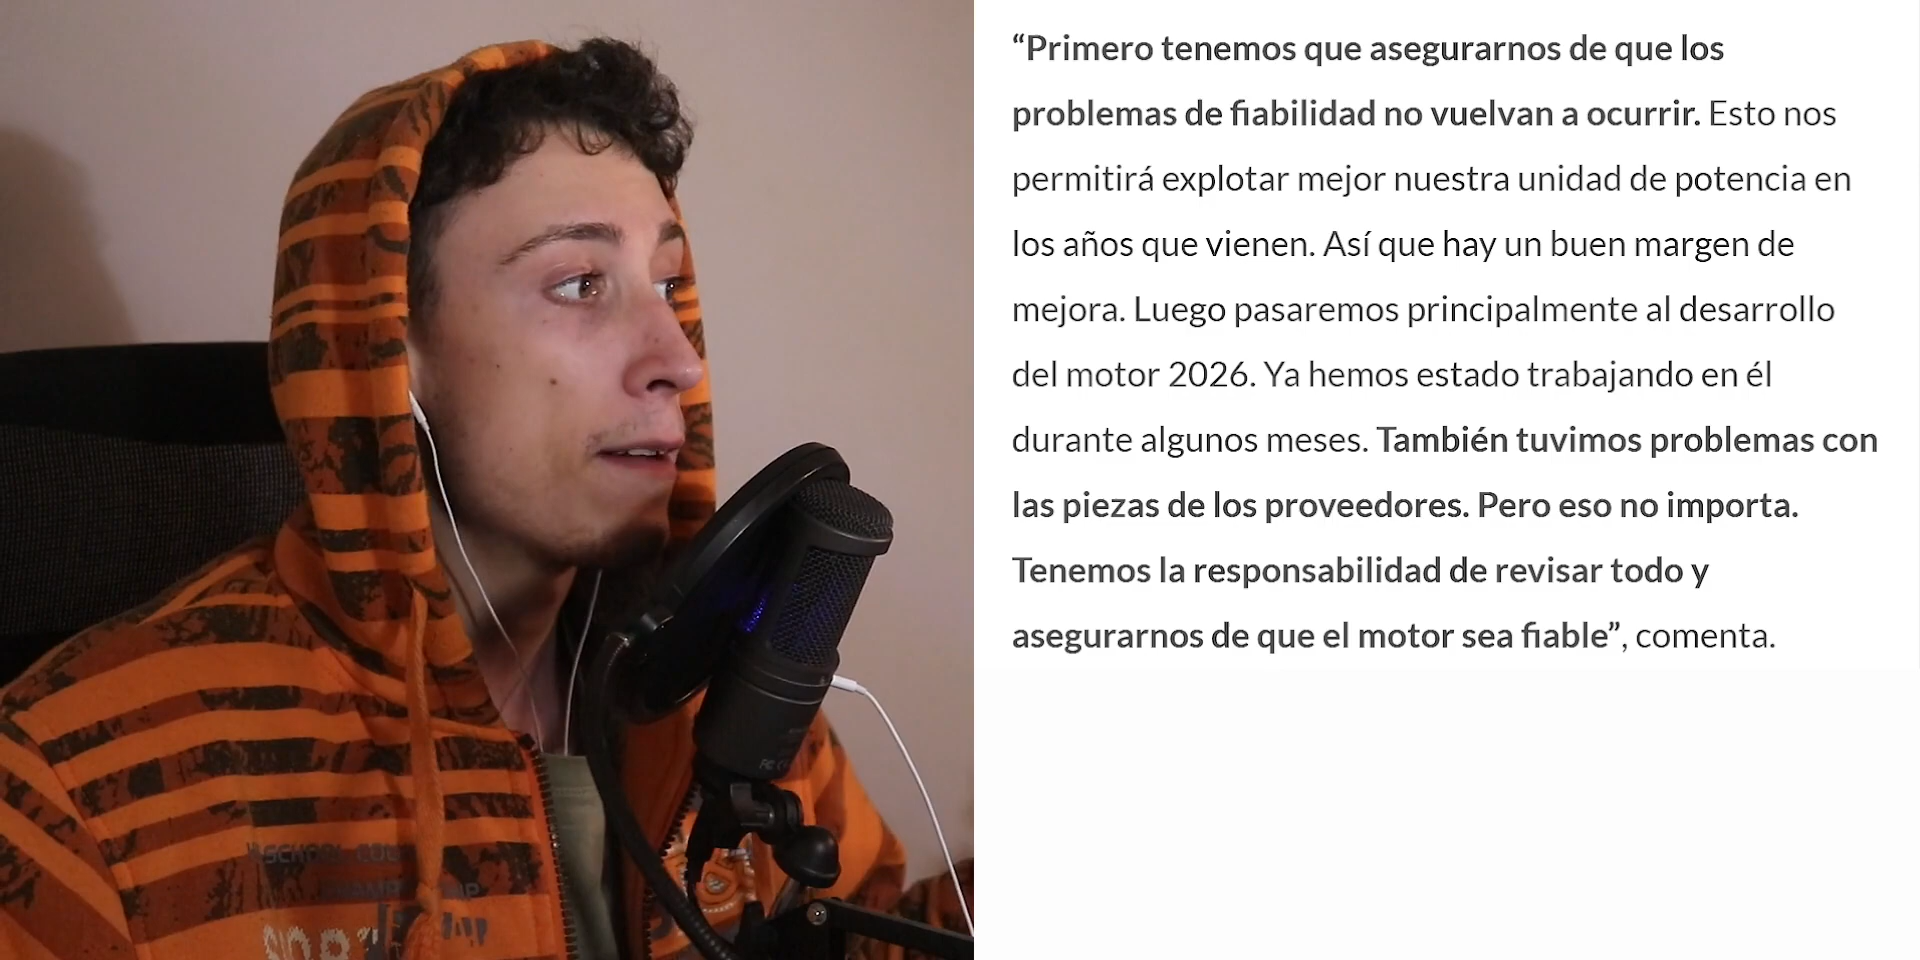 “Primero tenemos que asegurarnos de que los
problemas de fiabilidad no vuelvan a ocurrir. Esto nos
permitirá explotar mejor nuestra unidad de potencia en
los años que vienen. Así que hay un buen margen de
mejora. Luego pasaremos principalmente al desarrollo
del motor 2026. Ya hemos estado trabajando en él
durante algunos meses. También tuvimos problemas con
las piezas de los proveedores. Pero eso no importa.
Tenemos la responsabilidad de revisar todo y
asegurarnos de que el motor sea fiable”, comenta.